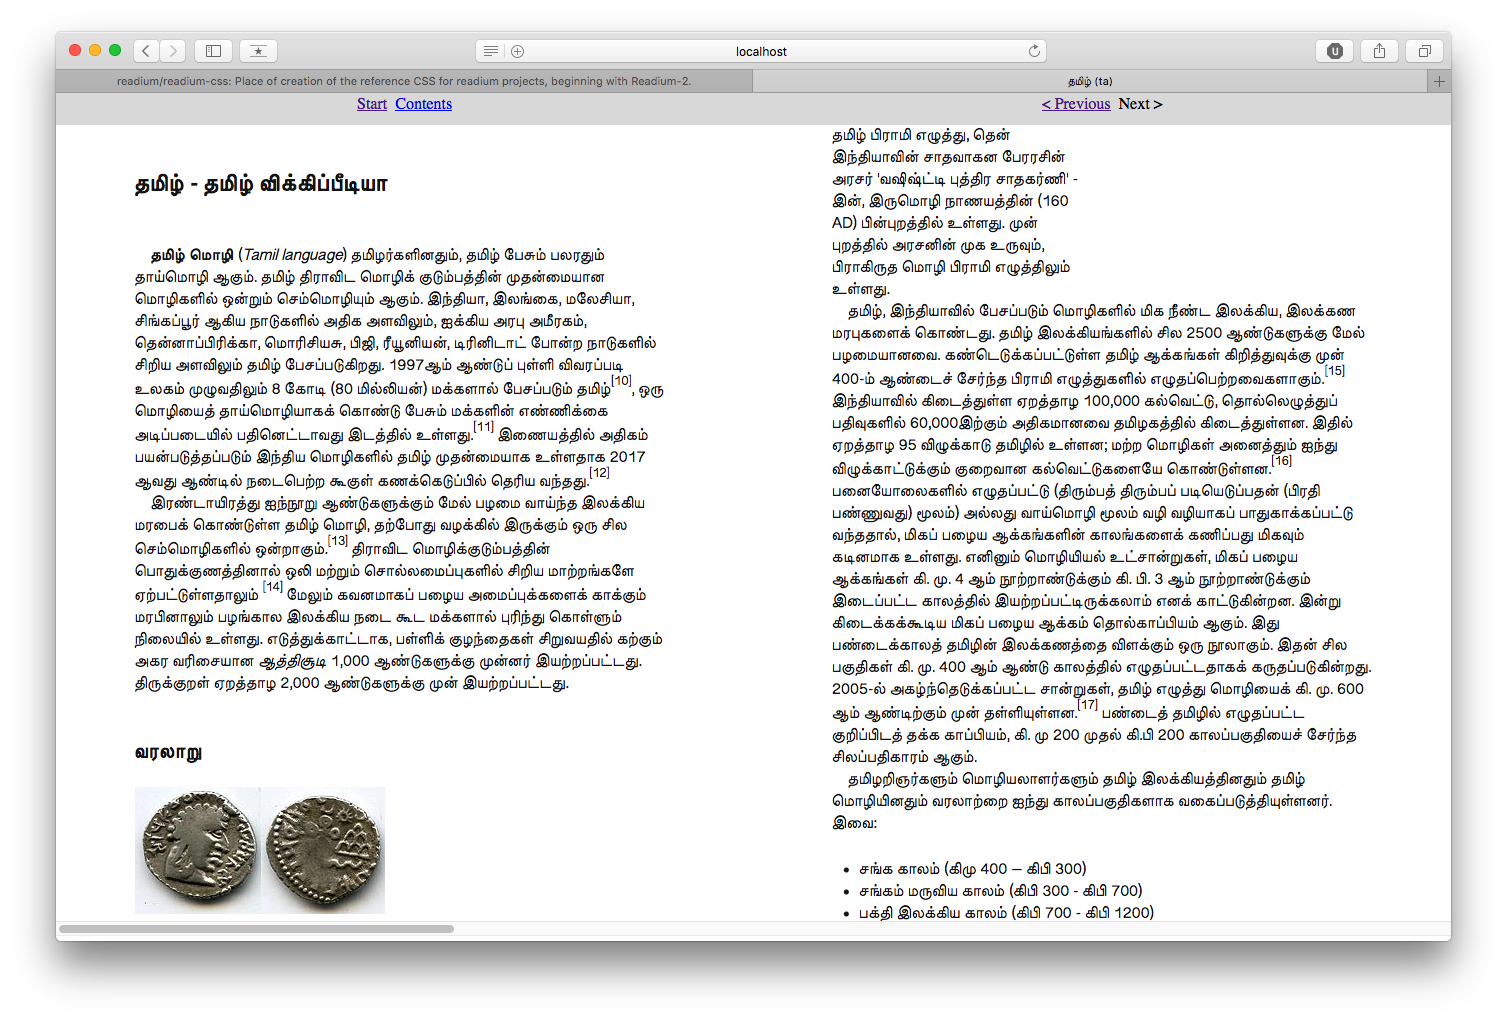 localhost
readium/readium-css: Place of creation of the reference CSS for readium projects, beginning with Readium-2.
தமிழ் (ta)
Start Contents
< Previous Next >
தமிழ் - தமிழ் விக்கிப்பீடியா
தமிழ் மொழி (Tamil language) தமிழர்களினதும், தமிழ் பேசும் பலரதும்
தாய்மொழி ஆகும். தமிழ் திராவிட மொழிக் குடும்பத்தின் முதன்மையான
மொழிகளில் ஒன்றும் செம்மொழியும் ஆகும். இந்தியா, இலங்கை, மலேசியா,
சிங்கப்பூர் ஆகிய நாடுகளில் அதிக அளவிலும், ஐக்கிய அரபு அமீரகம்,
தென்னாப்பிரிக்கா, மொரிசியசு, பிஜி, ரீயூனியன், டிரினிடாட் போன்ற நாடுகளில்
சிறிய அளவிலும் தமிழ் பேசப்படுகிறது. 1997ஆம் ஆண்டுப் புள்ளி விவரப்படி
உலகம் முழுவதிலும் 8 கோடி (80 மில்லியன்) மக்களால் பேசப்படும் தமிழ்[10], ஒரு
மொழியைத் தாய்மொழியாகக் கொண்டு பேசும் மக்களின் எண்ணிக்கை
அடிப்படையில் பதினெட்டாவது இடத்தில் உள்ளது.[11] இணையத்தில் அதிகம்
பயன்படுத்தப்படும் இந்திய மொழிகளில் தமிழ் முதன்மையாக உள்ளதாக 2017
ஆவது ஆண்டில் நடைபெற்ற கூகுள் கணக்கெடுப்பில் தெரிய வந்தது.[12]
இரண்டாயிரத்து ஐந்நூறு ஆண்டுகளுக்கும் மேல் பழமை வாய்ந்த இலக்கிய
மரபைக் கொண்டுள்ள தமிழ் மொழி, தற்போது வழக்கில் இருக்கும் ஒரு சில
செம்மொழிகளில் ஒன்றாகும்.[13] திராவிட மொழிக்குடும்பத்தின்
பொதுக்குணத்தினால் ஒலி மற்றும் சொல்லமைப்புகளில் சிறிய மாற்றங்களே
ஏற்பட்டுள்ளதாலும் [14] மேலும் கவனமாகப் பழைய அமைப்புக்களைக் காக்கும்
மரபினாலும் பழங்கால இலக்கிய நடை கூட மக்களால் புரிந்து கொள்ளும்
நிலையில் உள்ளது. எடுத்துக்காட்டாக, பள்ளிக் குழந்தைகள் சிறுவயதில் கற்கும்
அகர வரிசையான ஆத்திசூடி 1,000 ஆண்டுகளுக்கு முன்னர் இயற்றப்பட்டது.
திருக்குறள் ஏறத்தாழ 2,000 ஆண்டுகளுக்கு முன் இயற்றப்பட்டது.
வரலாறு
தமிழ் பிராமி எழுத்து, தென்
இந்தியாவின் சாதவாகன பேரரசின்
அரசர் 'வஷிஷ்ட்டி புத்திர சாதகர்ணி' -
இன், இருமொழி நாணயத்தின் (160
AD) பின்புறத்தில் உள்ளது. முன்
புறத்தில் அரசனின் முக உருவும்,
பிராகிருத மொழி பிராமி எழுத்திலும்
உள்ளது.
தமிழ், இந்தியாவில் பேசப்படும் மொழிகளில் மிக நீண்ட இலக்கிய, இலக்கண
மரபுகளைக் கொண்டது. தமிழ் இலக்கியங்களில் சில 2500 ஆண்டுகளுக்கு மேல்
பழமையானவை. கண்டெடுக்கப்பட்டுள்ள தமிழ் ஆக்கங்கள் கிறித்துவுக்கு முன்
400-ம் ஆண்டைச் சேர்ந்த பிராமி எழுத்துகளில் எழுதப்பெற்றவைகளாகும்.[15]
இந்தியாவில் கிடைத்துள்ள ஏறத்தாழ 100,000 கல்வெட்டு, தொல்லெழுத்துப்
பதிவுகளில் 60,000இற்கும் அதிகமானவை தமிழகத்தில் கிடைத்துள்ளன. இதில்
ஏறத்தாழ 95 விழுக்காடு தமிழில் உள்ளன; மற்ற மொழிகள் அனைத்தும் ஐந்து
விழுக்காட்டுக்கும் குறைவான கல்வெட்டுகளையே கொண்டுள்ளன.[16]
பனையோலைகளில் எழுதப்பட்டு (திரும்பத் திரும்பப் படியெடுப்பதன் (பிரதி
பண்ணுவது) மூலம்) அல்லது வாய்மொழி மூலம் வழி வழியாகப் பாதுகாக்கப்பட்டு
வந்ததால், மிகப் பழைய ஆக்கங்களின் காலங்களைக் கணிப்பது மிகவும்
கடினமாக உள்ளது. எனினும் மொழியியல் உட்சான்றுகள், மிகப் பழைய
ஆக்கங்கள் கி. மு. 4 ஆம் நூற்றாண்டுக்கும் கி. பி. 3 ஆம் நூற்றாண்டுக்கும்
இடைப்பட்ட காலத்தில் இயற்றப்பட்டிருக்கலாம் எனக் காட்டுகின்றன. இன்று
கிடைக்கக்கூடிய மிகப் பழைய ஆக்கம் தொல்காப்பியம் ஆகும். இது
பண்டைக்காலத் தமிழின் இலக்கணத்தை விளக்கும் ஒரு நூலாகும். இதன் சில
பகுதிகள் கி. மு. 400 ஆம் ஆண்டு காலத்தில் எழுதப்பட்டதாகக் கருதப்படுகின்றது.
2005-ல் அகழ்ந்தெடுக்கப்பட்ட சான்றுகள், தமிழ் எழுத்து மொழியைக் கி. மு. 600
ஆம் ஆண்டிற்கும் முன் தள்ளியுள்ளன.[17] பண்டைத் தமிழில் எழுதப்பட்ட
குறிப்பிடத் தக்க காப்பியம், கி. மு 200 முதல் கி.பி 200 காலப்பகுதியைச் சேர்ந்த
சிலப்பதிகாரம் ஆகும்.
தமிழறிஞர்களும் மொழியலாளர்களும் தமிழ் இலக்கியத்தினதும் தமிழ்
மொழியினதும் வரலாற்றை ஐந்து காலப்பகுதிகளாக வகைப்படுத்தியுள்ளனர்.
இவை:
• சங்க காலம் (கிமு 400 – கிபி 300)
• சங்கம் மருவிய காலம் (கிபி 300 - கிபி 700)
• பக்தி இலக்கிய காலம் (கிபி 700 - கிபி 1200)